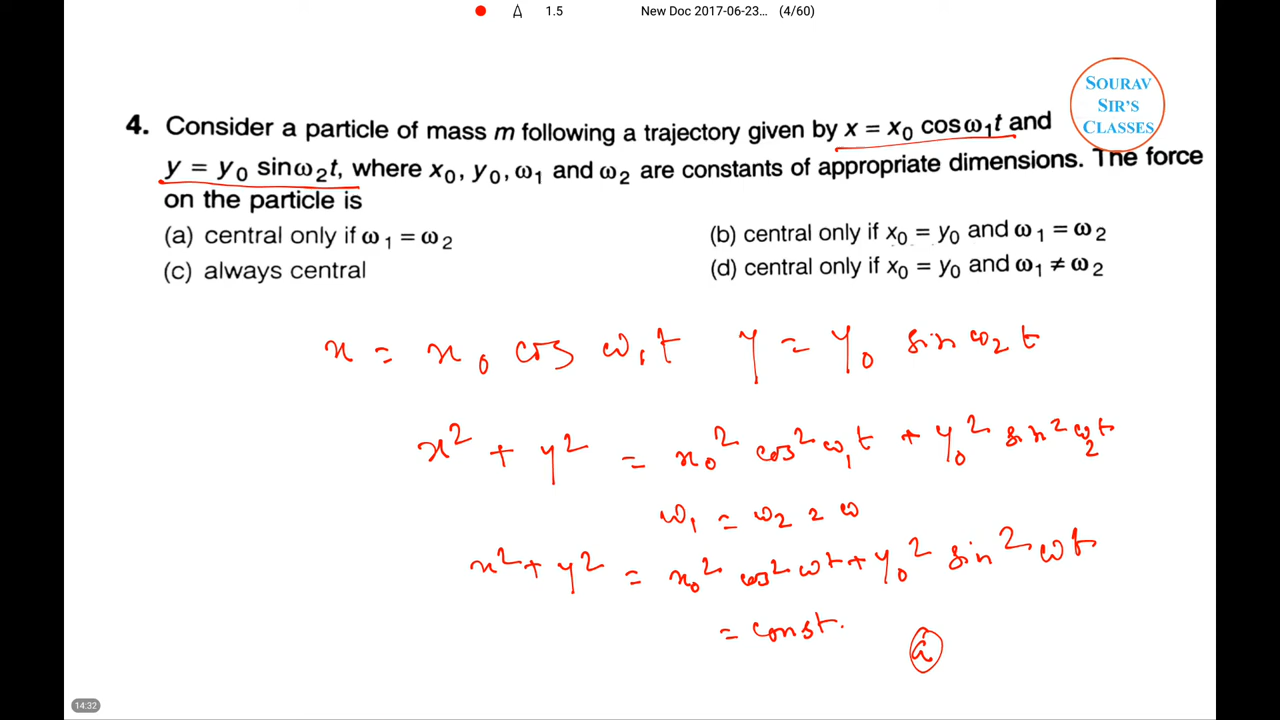 A 1.5 New Doc 2017-06-23... (4/60)
SOURAV
SIR'S
CLASSES
4. Consider a particle of mass m following a trajectory given by x = x₀ cosω₁t and
y = y₀ sinω₂t, where x₀, y₀, ω₁ and ω₂ are constants of appropriate dimensions. The force
on the particle is
(a) central only if ω₁ = ω₂ (b) central only if x₀ = y₀ and ω₁ = ω₂
(c) always central (d) central only if x₀ = y₀ and ω₁ ≠ ω₂
x = x₀ cos ω₁t y = y₀ sin ω₂t
x² + y² = x₀² cos² ω₁t + y₀² sin² ω₂t
ω₁ = ω₂ = ω
x² + y² = x₀² cos² ωt + y₀² sin² ωt
= const.
a
14:32